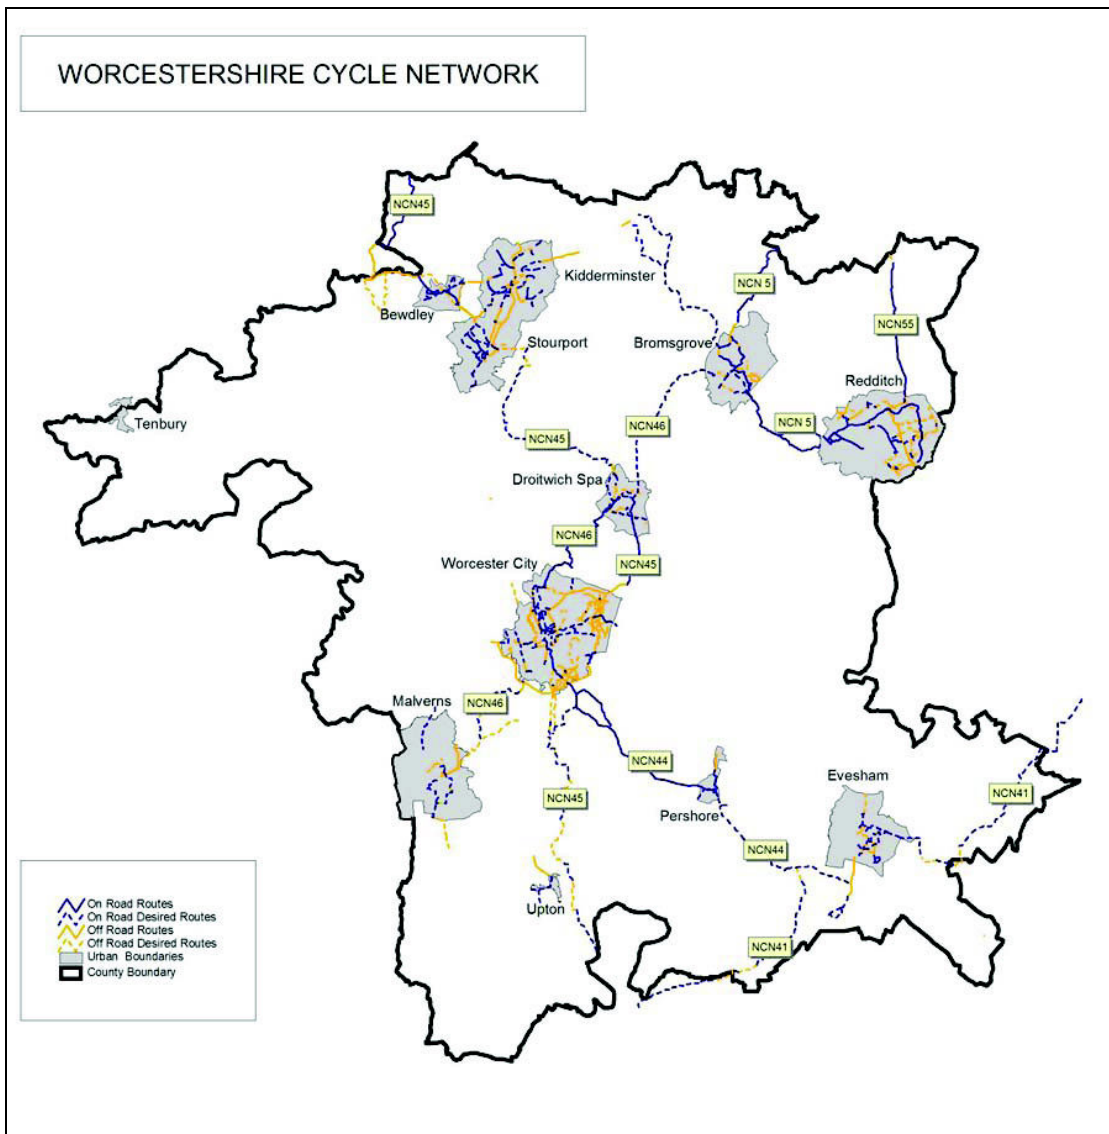 WORCESTERSHIRE CYCLE NETWORK
NCN45
Kidderminster
NCN 5
Bewdley
Stourport
Bromsgrove
NCN55
Redditch
Tenbury
NCN 5
NCN46
NCN45
Droitwich Spa
NCN46
Worcester City
NCN45
Malverns
NCN46
NCN44
Evesham
NCN41
NCN45
Pershore
NCN44
Upton
NCN41
On Road Routes
On Road Desired Routes
Off Road Routes
Off Road Desired Routes
Urban Boundaries
County Boundary